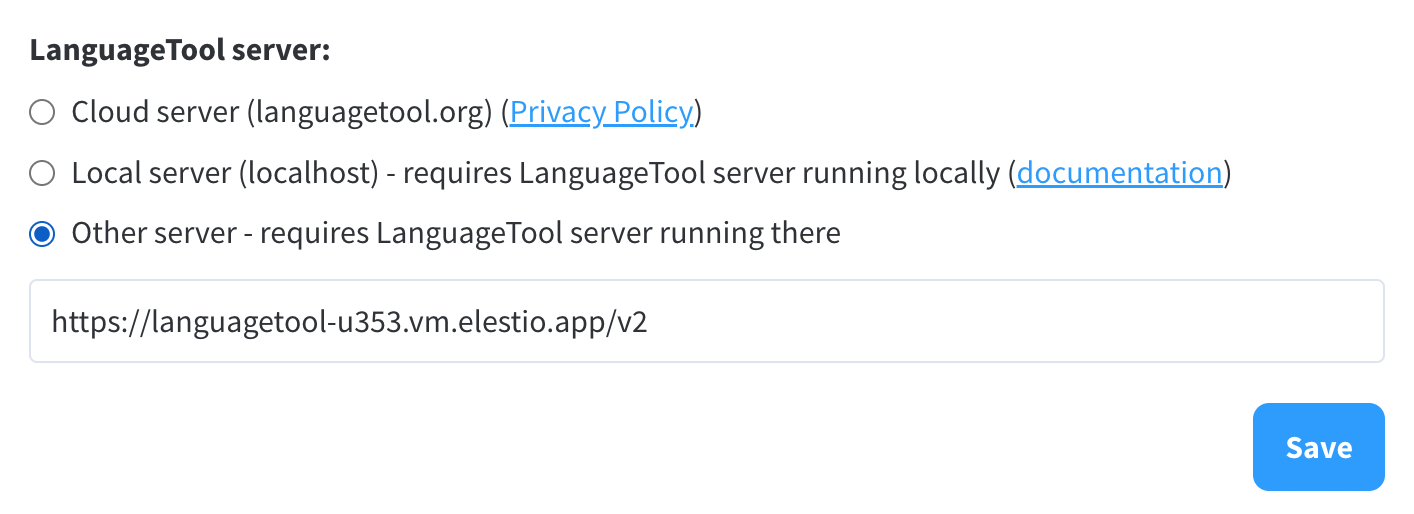 LanguageTool server:
Cloud server (languagetool.org) (Privacy Policy)
Local server (localhost) - requires LanguageTool server running locally (documentation)
Other server - requires LanguageTool server running there
https://languagetool-u353.vm.elestio.app/v2
Save